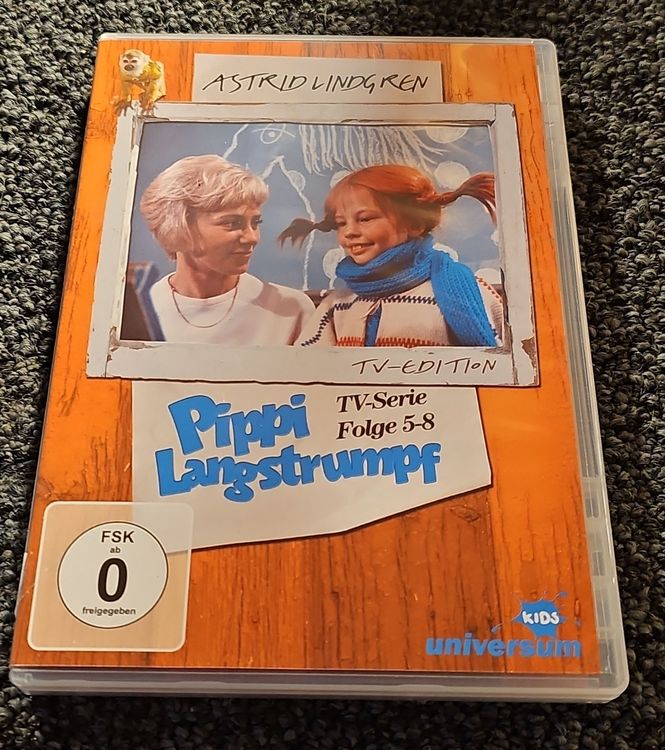 ASTRID LINDGREN
TV-EDITION
Pippi
Langstrumpf
TV-Serie
Folge 5-8
FSK
ab
0
freigegeben
KIDS
universum